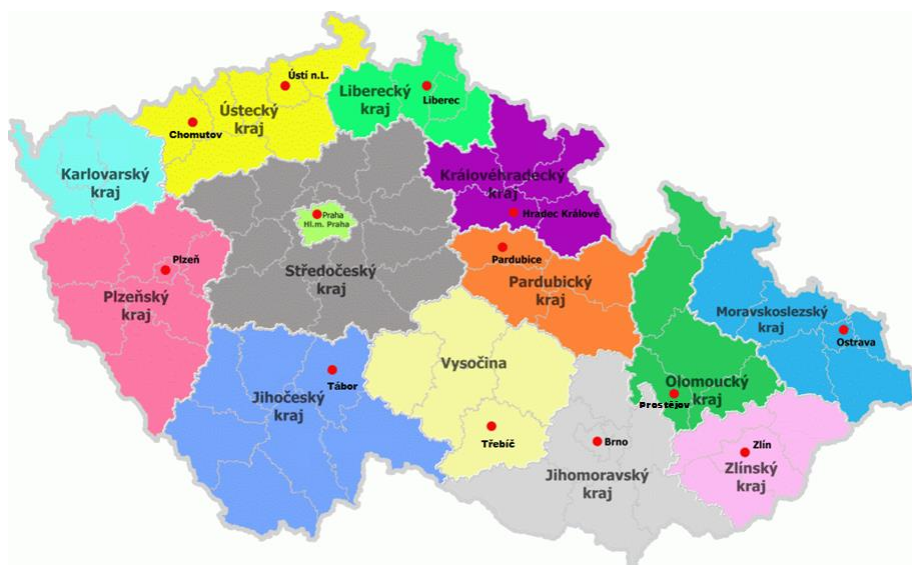 Ústí n.L.
Liberecký
kraj
Liberec
Ústecký
kraj
Chomutov
Karlovarský
kraj
Královéhradecký
kraj
Hradec Králové
Praha
Hl.m. Praha
Plzeň
Plzeňský
kraj
Středočeský
kraj
Pardubice
Pardubický
kraj
Moravskoslezský
kraj
Ostrava
Vysočina
Tábor
Jihočeský
kraj
Třebíč
Olomoucký
kraj
Prostějov
Brno
Jihomoravský
kraj
Zlín
Zlínský
kraj